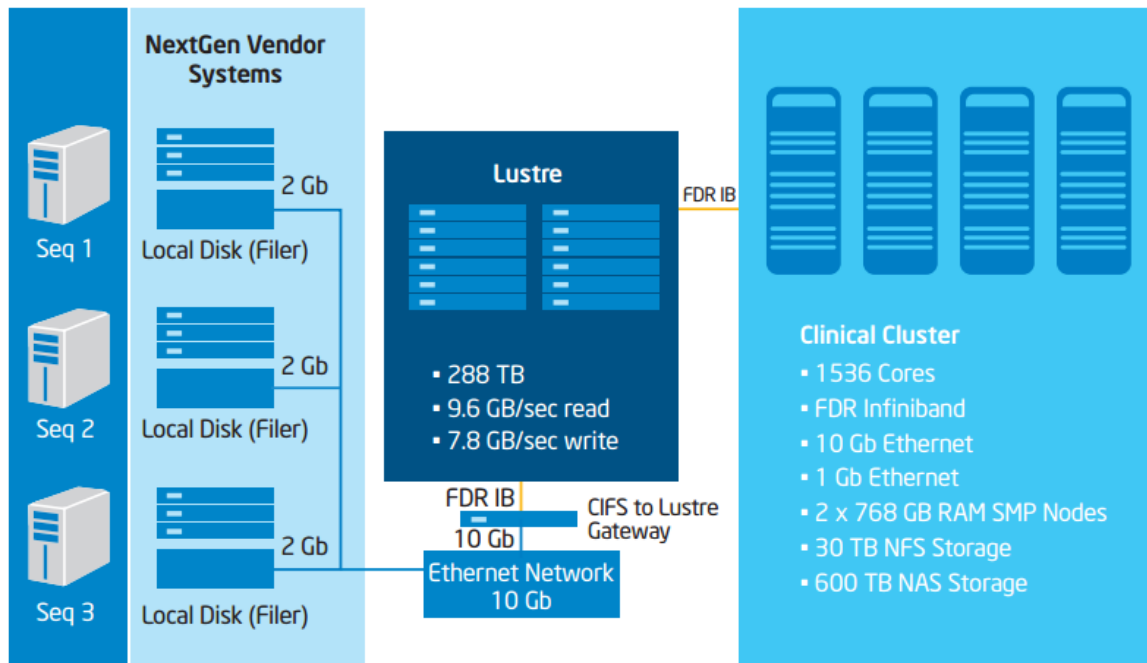 NextGen Vendor
Systems
2 Gb
Seq 1
Local Disk (Filer)
2 Gb
Seq 2
Local Disk (Filer)
2 Gb
Seq 3
Local Disk (Filer)
Lustre
▪ 288 TB
▪ 9.6 GB/sec read
▪ 7.8 GB/sec write
FDR IB
FDR IB
CIFS to Lustre
Gateway
10 Gb
Ethernet Network
10 Gb
Clinical Cluster
▪ 1536 Cores
▪ FDR Infiniband
▪ 10 Gb Ethernet
▪ 1 Gb Ethernet
▪ 2 x 768 GB RAM SMP Nodes
▪ 30 TB NFS Storage
▪ 600 TB NAS Storage